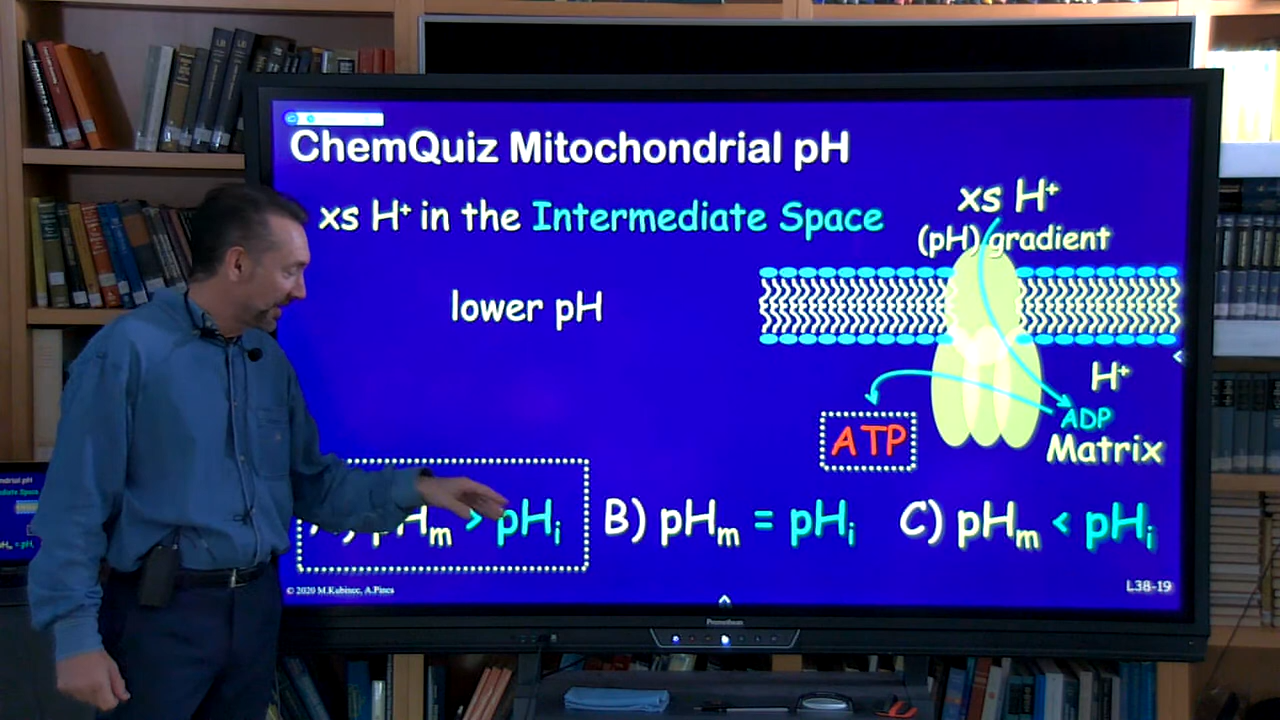 ChemQuiz Mitochondrial pH
xs H⁺ in the Intermediate Space
xs H⁺
(pH) gradient
lower pH
H⁺
ADP
ATP
Matrix
pHₘ > pHᵢ
B) pHₘ = pHᵢ
C) pHₘ < pHᵢ
© 2020 M.Kubinec, A.Pines
L38-19
Promethean